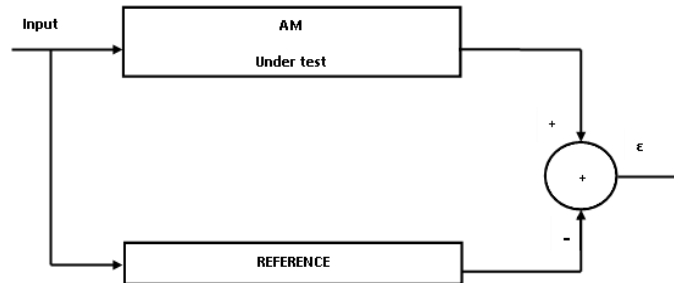 Input
AM
Under test
+
ε
+
-
REFERENCE